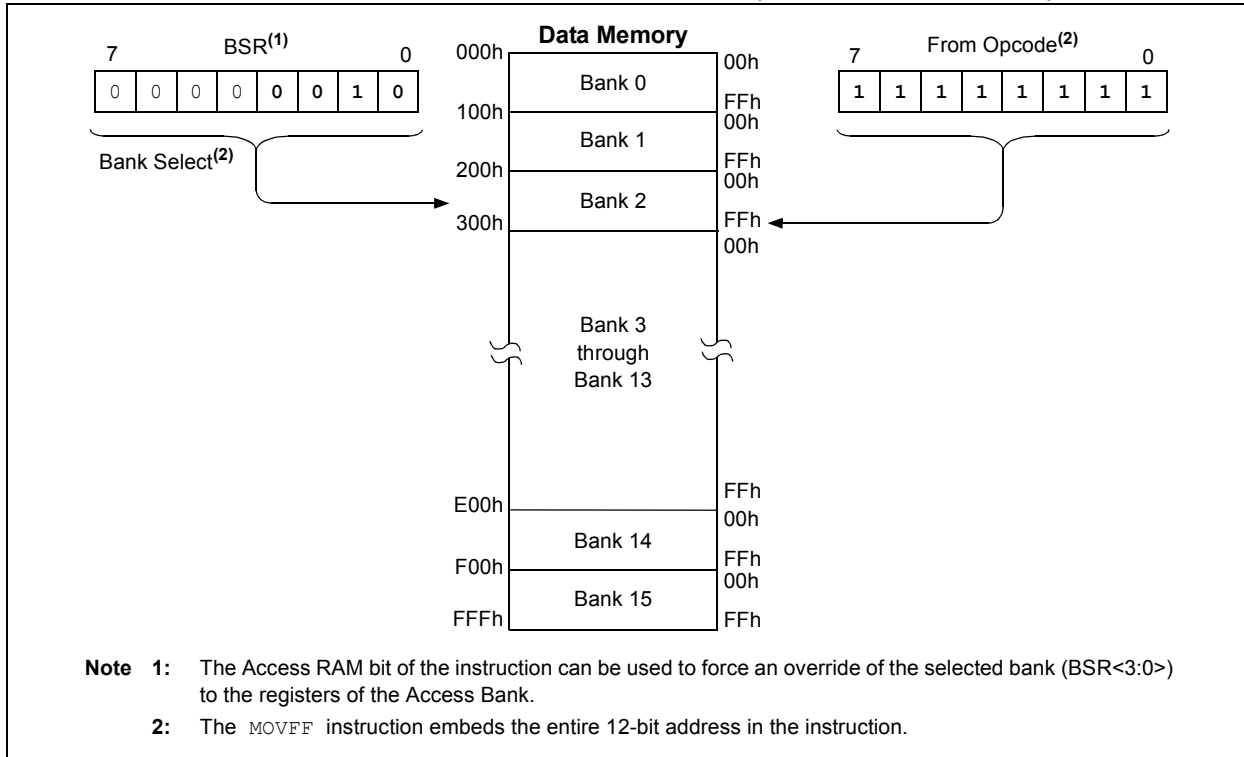 Data Memory
7 BSR(1) 0
0 0 0 0 0 0 1 0
Bank Select(2)
7 From Opcode(2) 0
1 1 1 1 1 1 1 1
000h 00h
Bank 0
FFh
100h 00h
Bank 1
FFh
200h 00h
Bank 2
300h FFh
00h
Bank 3
through
Bank 13
FFh
E00h 00h
Bank 14
FFh
F00h 00h
Bank 15
FFFh FFh
Note 1: The Access RAM bit of the instruction can be used to force an override of the selected bank (BSR<3:0>)
to the registers of the Access Bank.
2: The MOVFF instruction embeds the entire 12-bit address in the instruction.